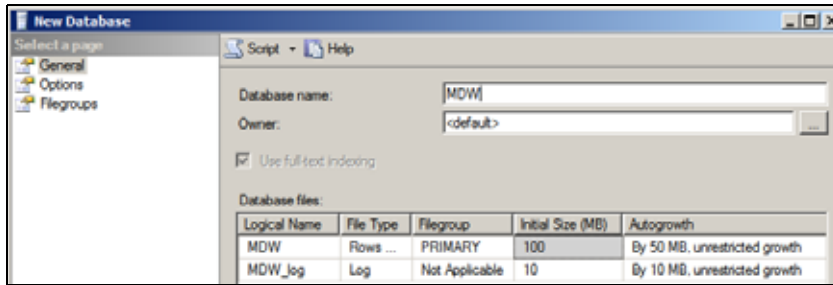 New Database
Select a page
General
Options
Filegroups
Script Help
Database name: MDW
Owner: <default> ...
Use full-text indexing
Database files:
Logical Name File Type Filegroup Initial Size (MB) Autogrowth
MDW Rows ... PRIMARY 100 By 50 MB, unrestricted growth
MDW_log Log Not Applicable 10 By 10 MB, unrestricted growth